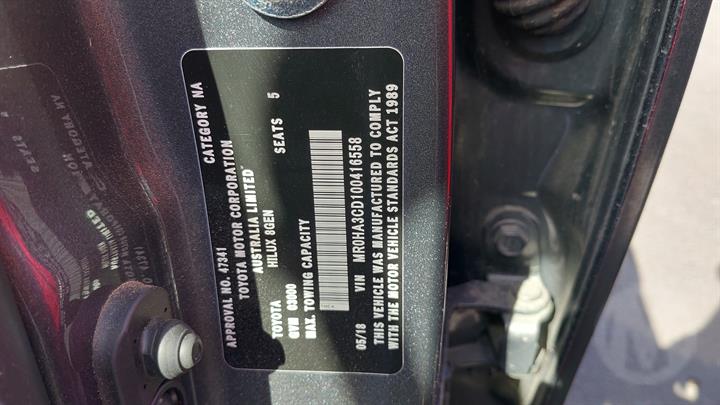 APPROVAL NO. 47341 CATEGORY NA
TOYOTA MOTOR CORPORATION
AUSTRALIA LIMITED
HILUX 8GEN
TOYOTA SEATS 5
GVM 03000
MAX. TOWING CAPACITY
05/18 VIN MR0HA3CD100416558
THIS VEHICLE WAS MANUFACTURED TO COMPLY
WITH THE MOTOR VEHICLE STANDARDS ACT 1989